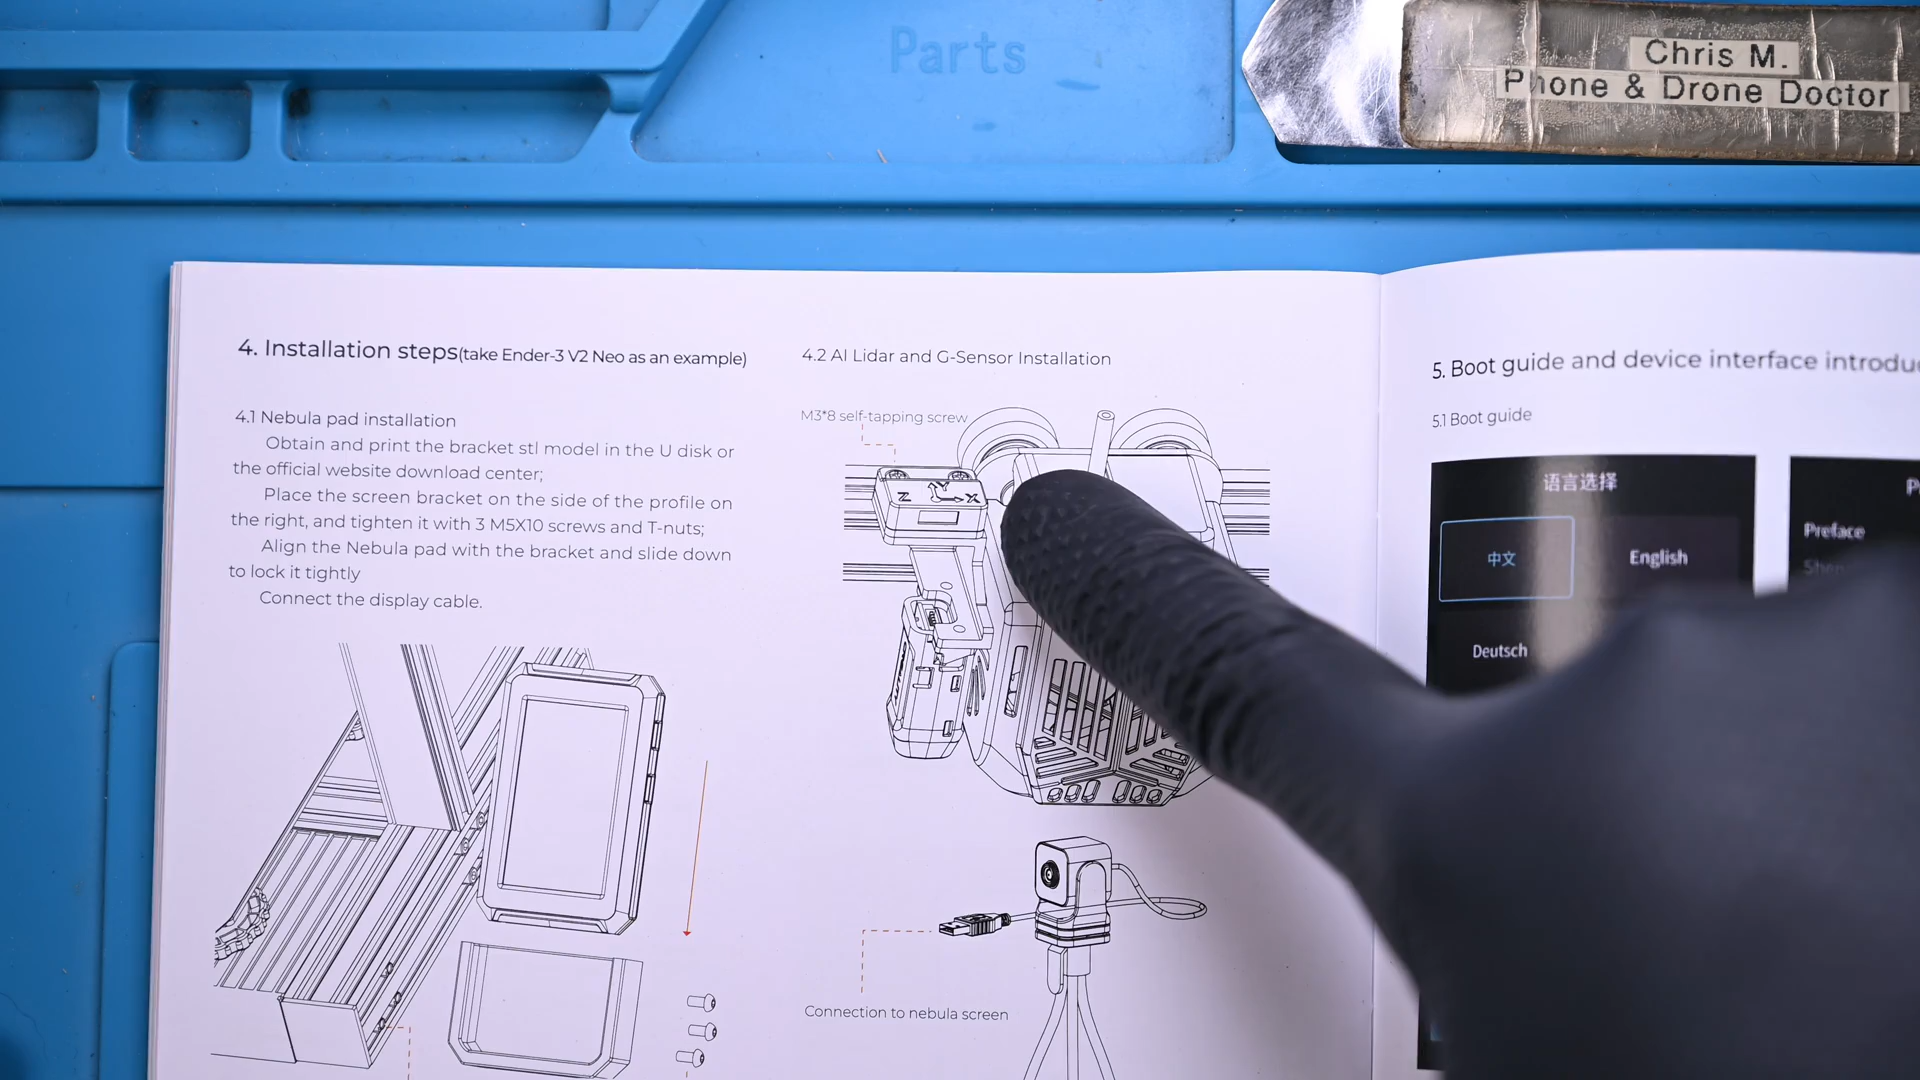 Parts
Chris M.
Phone & Drone Doctor
4. Installation steps(take Ender-3 V2 Neo as an example)
4.1 Nebula pad installation
Obtain and print the bracket stl model in the U disk or
the official website download center;
Place the screen bracket on the side of the profile on
the right, and tighten it with 3 M5X10 screws and T-nuts;
Align the Nebula pad with the bracket and slide down
to lock it tightly
Connect the display cable.
4.2 AI Lidar and G-Sensor Installation
M3*8 self-tapping screw
Z Y X
Connection to nebula screen
5. Boot guide and device interface
5.1 Boot guide
语言选择
中文
English
Deutsch
Preface